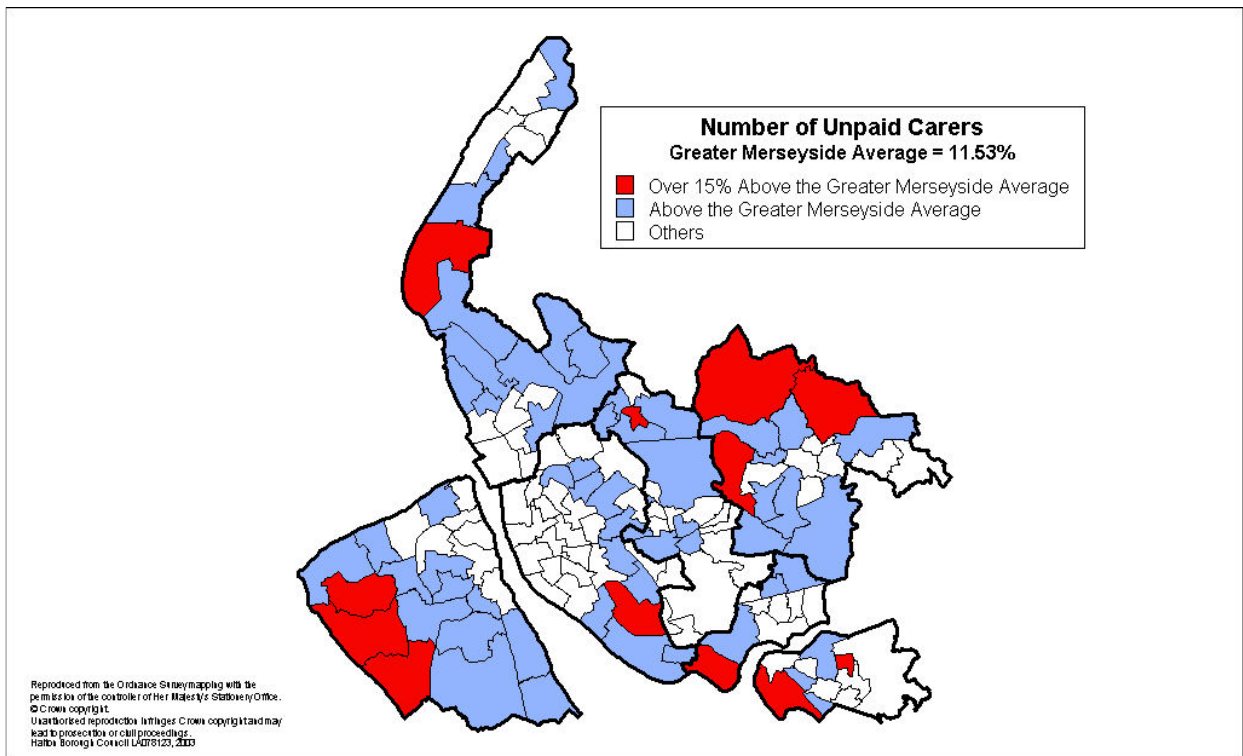 Number of Unpaid Carers
Greater Merseyside Average = 11.53%
Over 15% Above the Greater Merseyside Average
Above the Greater Merseyside Average
Others
Reproduced from the Ordnance Survey mapping with the
permission of the controller of Her Majesty's Stationery Office.
© Crown copyright.
Unauthorised reproduction infringes Crown copyright and may
lead to prosecution or civil proceedings.
Halton Borough Council LA078123, 2003